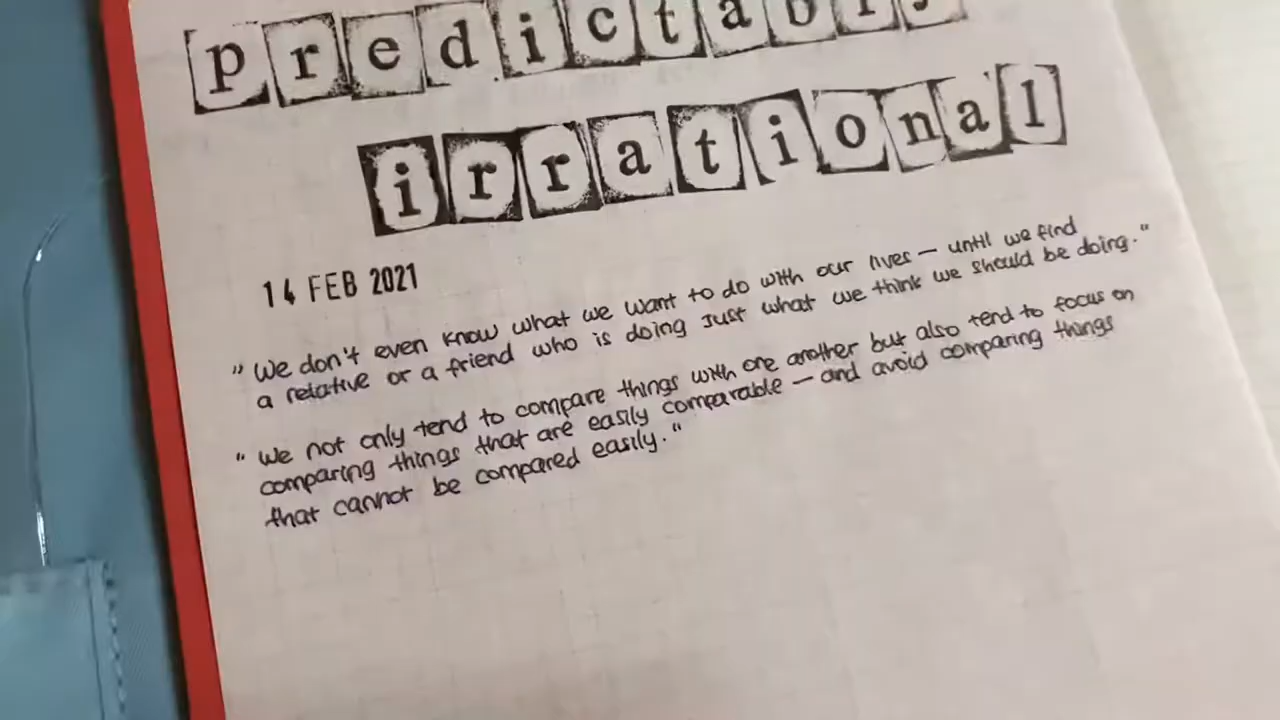 predictably
irrational
14 FEB 2021
"We don't even know what we want to do with our lives — until we find
a relative or a friend who is doing just what we think we should be doing."
"We not only tend to compare things with one another but also tend to focus on
comparing things that are easily comparable — and avoid comparing things
that cannot be compared easily."